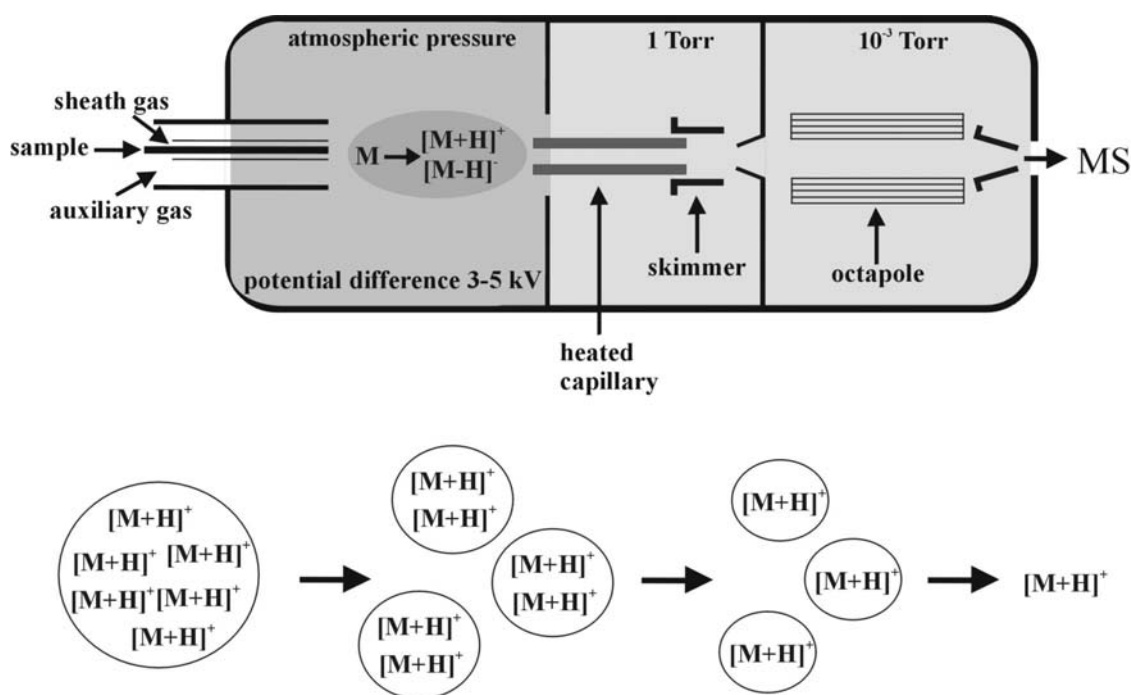 atmospheric pressure
1 Torr
10⁻³ Torr
sheath gas
sample
auxiliary gas
M
[M+H]⁺
[M-H]⁻
MS
potential difference 3-5 kV
skimmer
octapole
heated
capillary
[M+H]⁺
[M+H]⁺ [M+H]⁺
[M+H]⁺ [M+H]⁺
[M+H]⁺
[M+H]⁺
[M+H]⁺
[M+H]⁺
[M+H]⁺
[M+H]⁺
[M+H]⁺
[M+H]⁺
[M+H]⁺
[M+H]⁺
[M+H]⁺